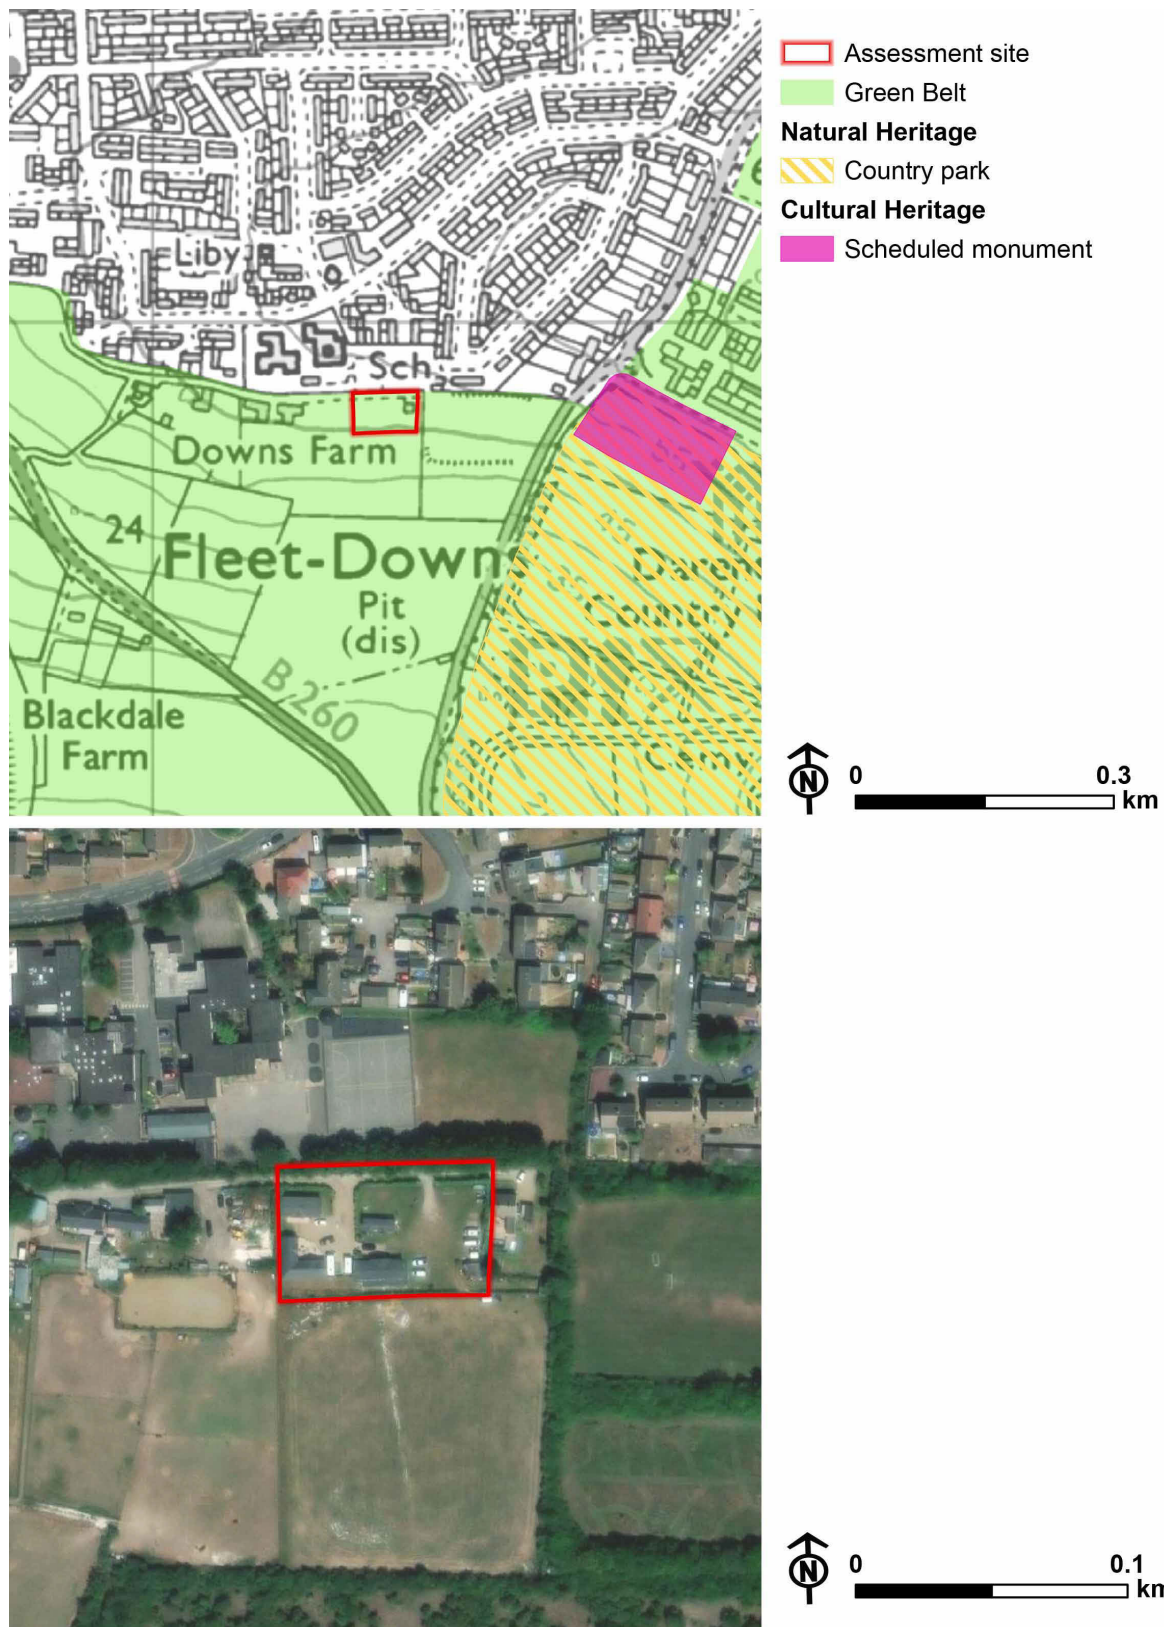 Assessment site
Green Belt
Natural Heritage
Country park
Cultural Heritage
Scheduled monument
Liby
Sch
Downs Farm
24
Fleet-Downs
Pit
(dis)
B 260
Blackdale
Farm
N
0
0.3
km
N
0
0.1